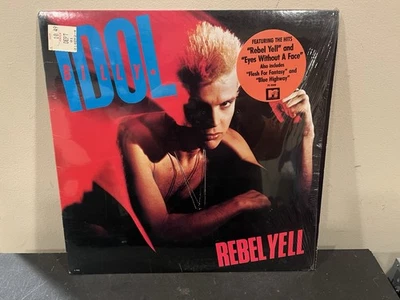 IDOL
BILLY
FEATURING THE HITS
"Rebel Yell" and
"Eyes Without A Face"
Also includes
"Flesh For Fantasy" and
"Blue Highway"
REBEL YELL